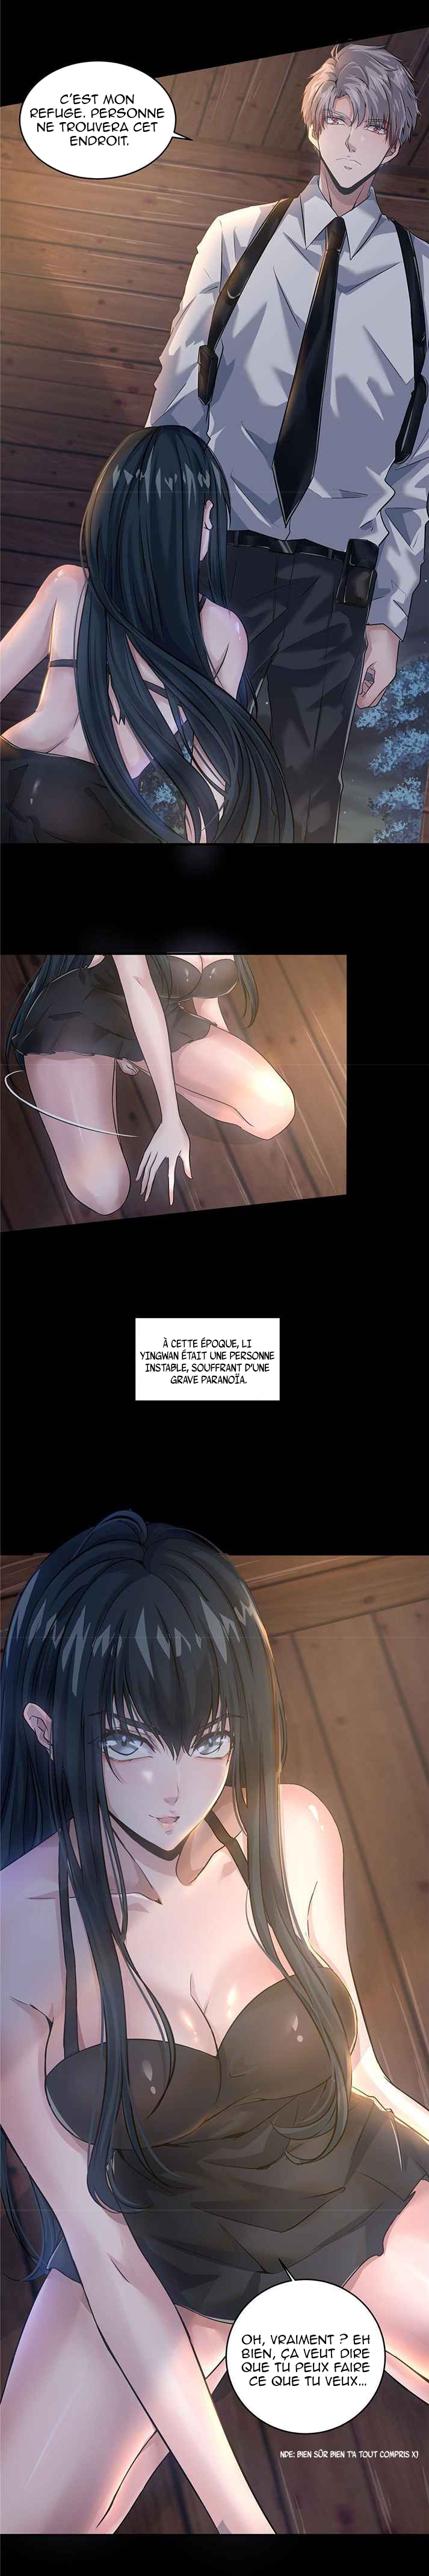 C'EST MON
REFUGE. PERSONNE
NE TROUVERA CET
ENDROIT.
À CETTE ÉPOQUE, LI
YINGWAN ÉTAIT UNE PERSONNE
INSTABLE, SOUFFRANT D'UNE
GRAVE PARANOÏA.
OH, VRAIMENT ? EH
BIEN, ÇA VEUT DIRE
QUE TU PEUX FAIRE
CE QUE TU VEUX...
NDE: BIEN SÛR BIEN T'A TOUT COMPRIS X)